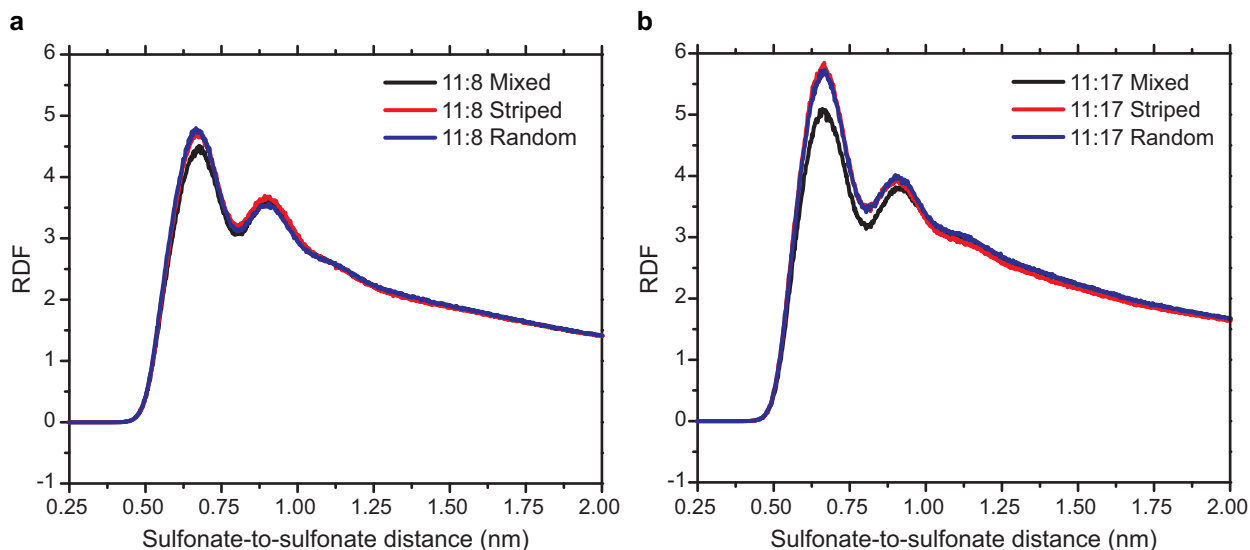 a
6
5
4
3
2
1
0
-1
RDF
11:8 Mixed
11:8 Striped
11:8 Random
0.25 0.50 0.75 1.00 1.25 1.50 1.75 2.00
Sulfonate-to-sulfonate distance (nm)
b
6
5
4
3
2
1
0
-1
RDF
11:17 Mixed
11:17 Striped
11:17 Random
0.25 0.50 0.75 1.00 1.25 1.50 1.75 2.00
Sulfonate-to-sulfonate distance (nm)